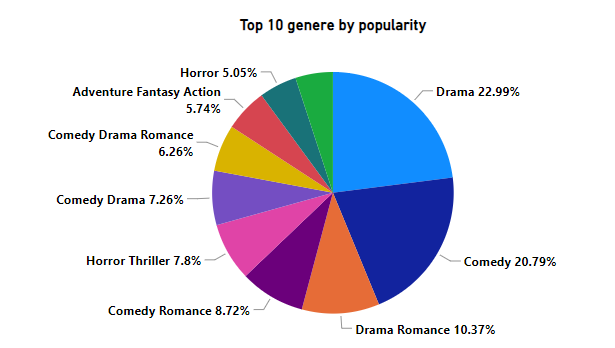 Top 10 genere by popularity
Horror 5.05%
Drama 22.99%
Adventure Fantasy Action
5.74%
Comedy Drama Romance
6.26%
Comedy Drama 7.26%
Horror Thriller 7.8%
Comedy 20.79%
Comedy Romance 8.72%
Drama Romance 10.37%